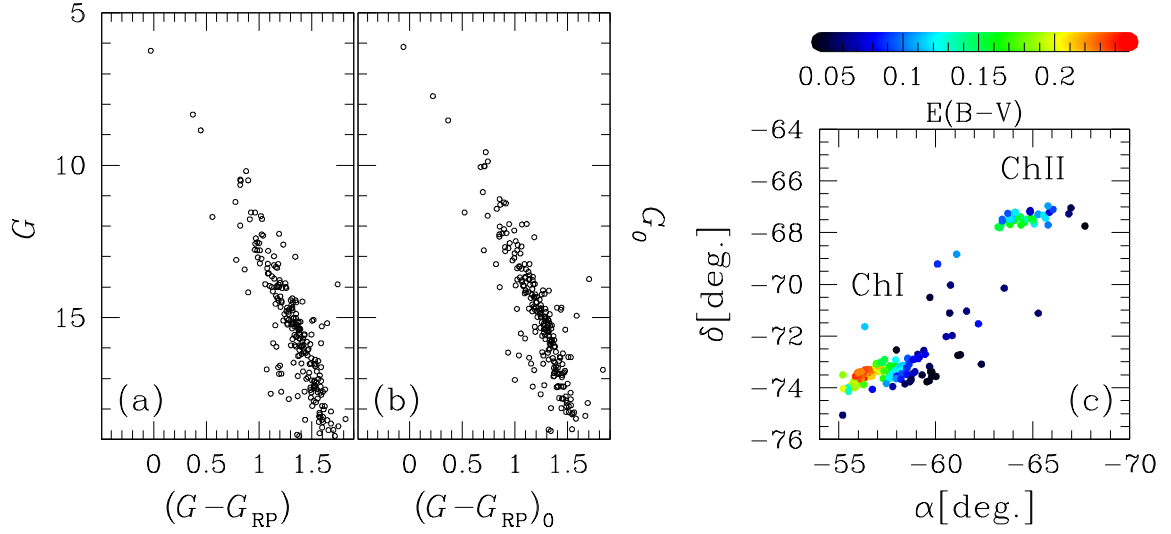 5
10
15
G
(a)
0
0.5
1
(G−G_RP)
(b)
0
0.5
1
1.5
(G−G_RP)_0
G_0
0.05
0.1
0.15
0.2
E(B−V)
−64
−66
−68
−70
−72
−74
−76
δ[deg.]
ChII
ChI
(c)
−55
−60
−65
−70
α[deg.]